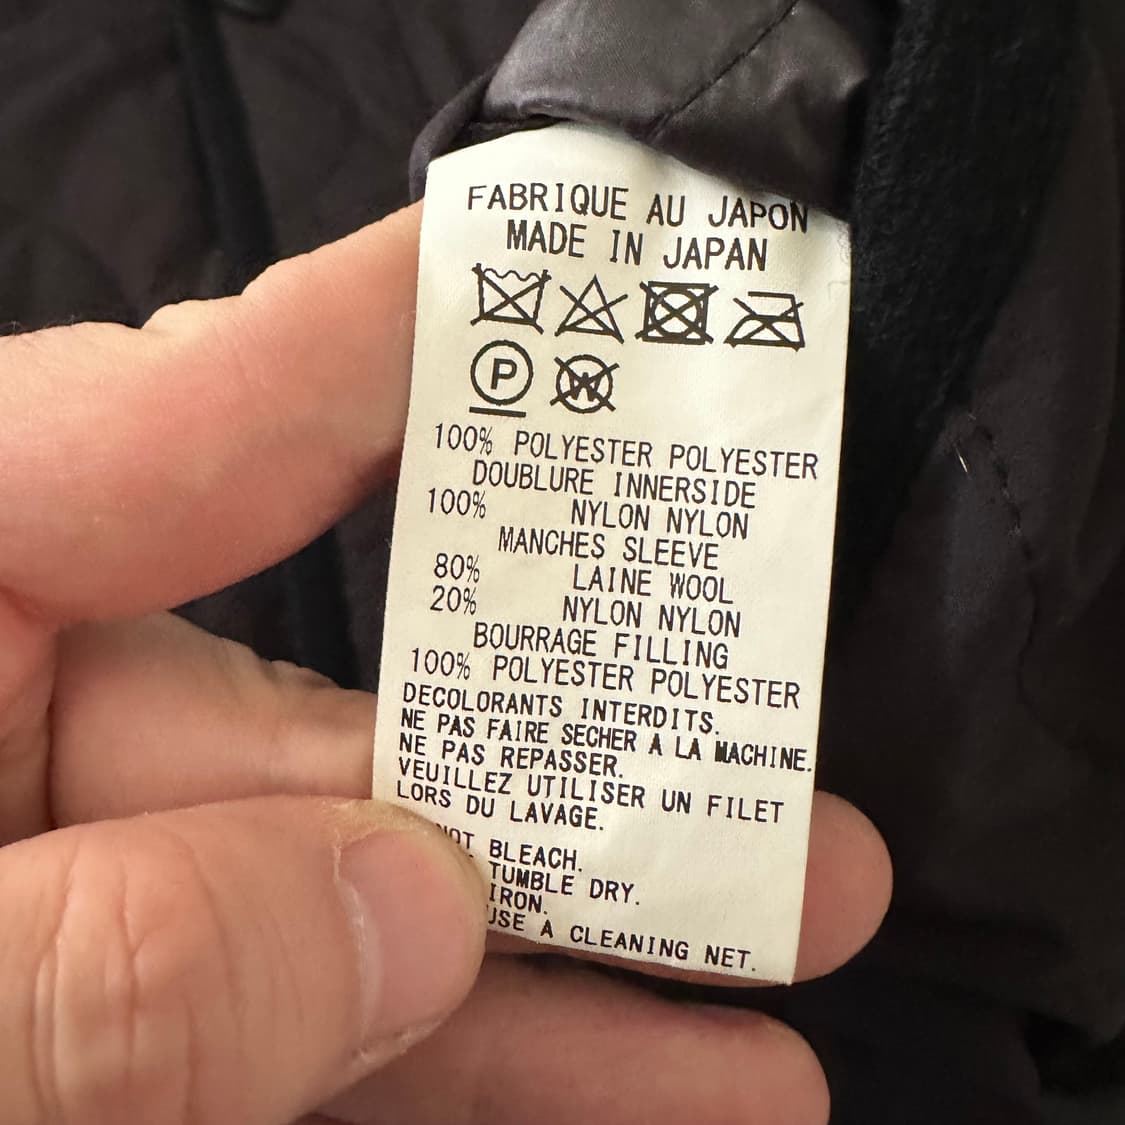 FABRIQUE AU JAPON
MADE IN JAPAN
P W
100% POLYESTER POLYESTER
DOUBLURE INNERSIDE
100% NYLON NYLON
MANCHES SLEEVE
80% LAINE WOOL
20% NYLON NYLON
BOURRAGE FILLING
100% POLYESTER POLYESTER
DECOLORANTS INTERDITS.
NE PAS FAIRE SECHER A LA MACHINE.
NE PAS REPASSER.
VEUILLEZ UTILISER UN FILET
LORS DU LAVAGE.
NOT BLEACH.
TUMBLE DRY.
IRON.
USE A CLEANING NET.